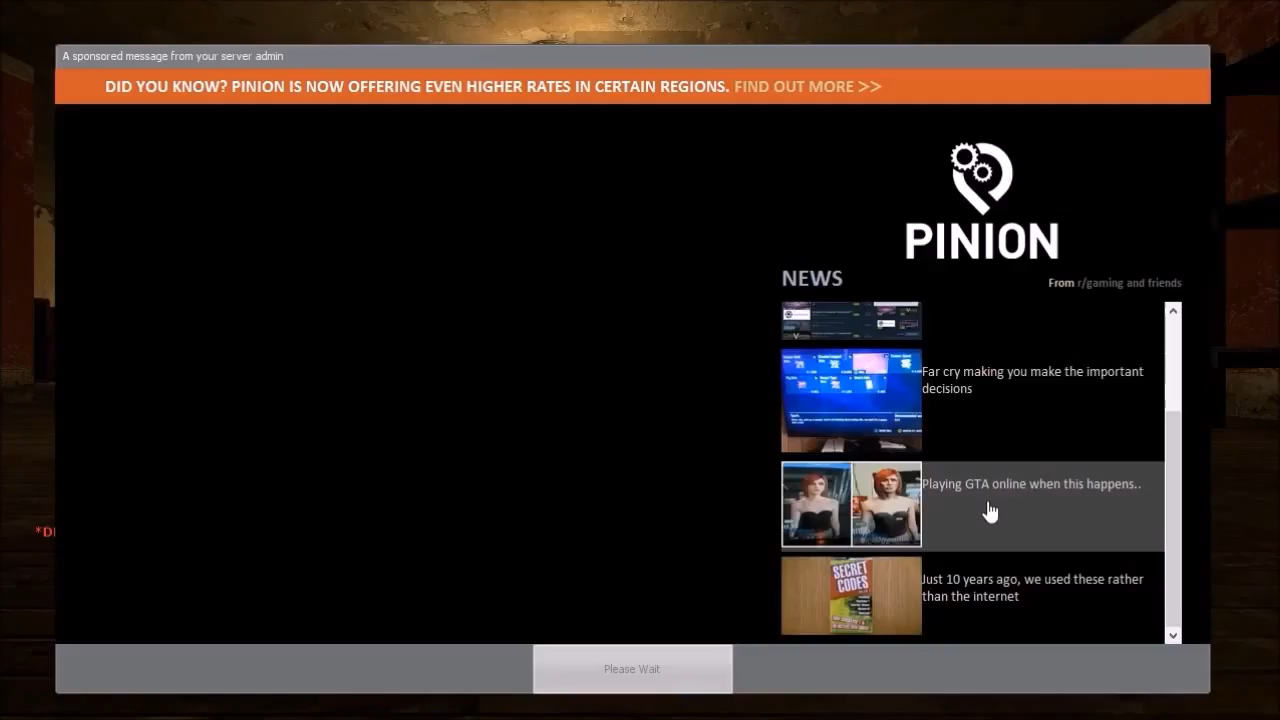 A sponsored message from your server admin
DID YOU KNOW? PINION IS NOW OFFERING EVEN HIGHER RATES IN CERTAIN REGIONS. FIND OUT MORE >>
PINION
NEWS
From r/gaming and friends
Far cry making you make the important
decisions
Playing GTA online when this happens..
SECRET
CODES
Just 10 years ago, we used these rather
than the internet
*DI
Please Wait